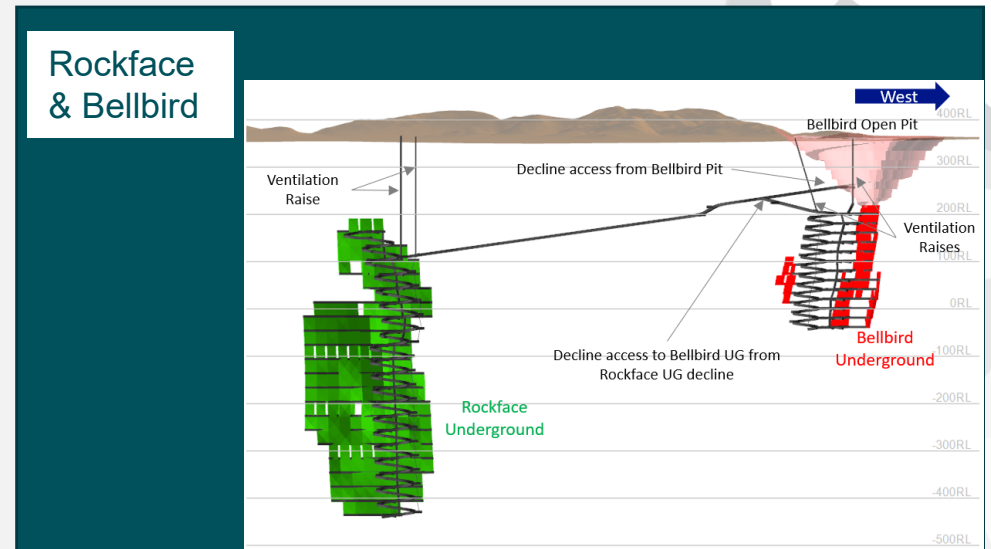 Rockface
& Bellbird
West
400RL
Bellbird Open Pit
300RL
Decline access from Bellbird Pit
Ventilation
Raise
200RL
Ventilation
Raises
100RL
0RL
Bellbird
Underground
-100RL
Decline access to Bellbird UG from
Rockface UG decline
-200RL
Rockface
Underground
-300RL
-400RL
-500RL